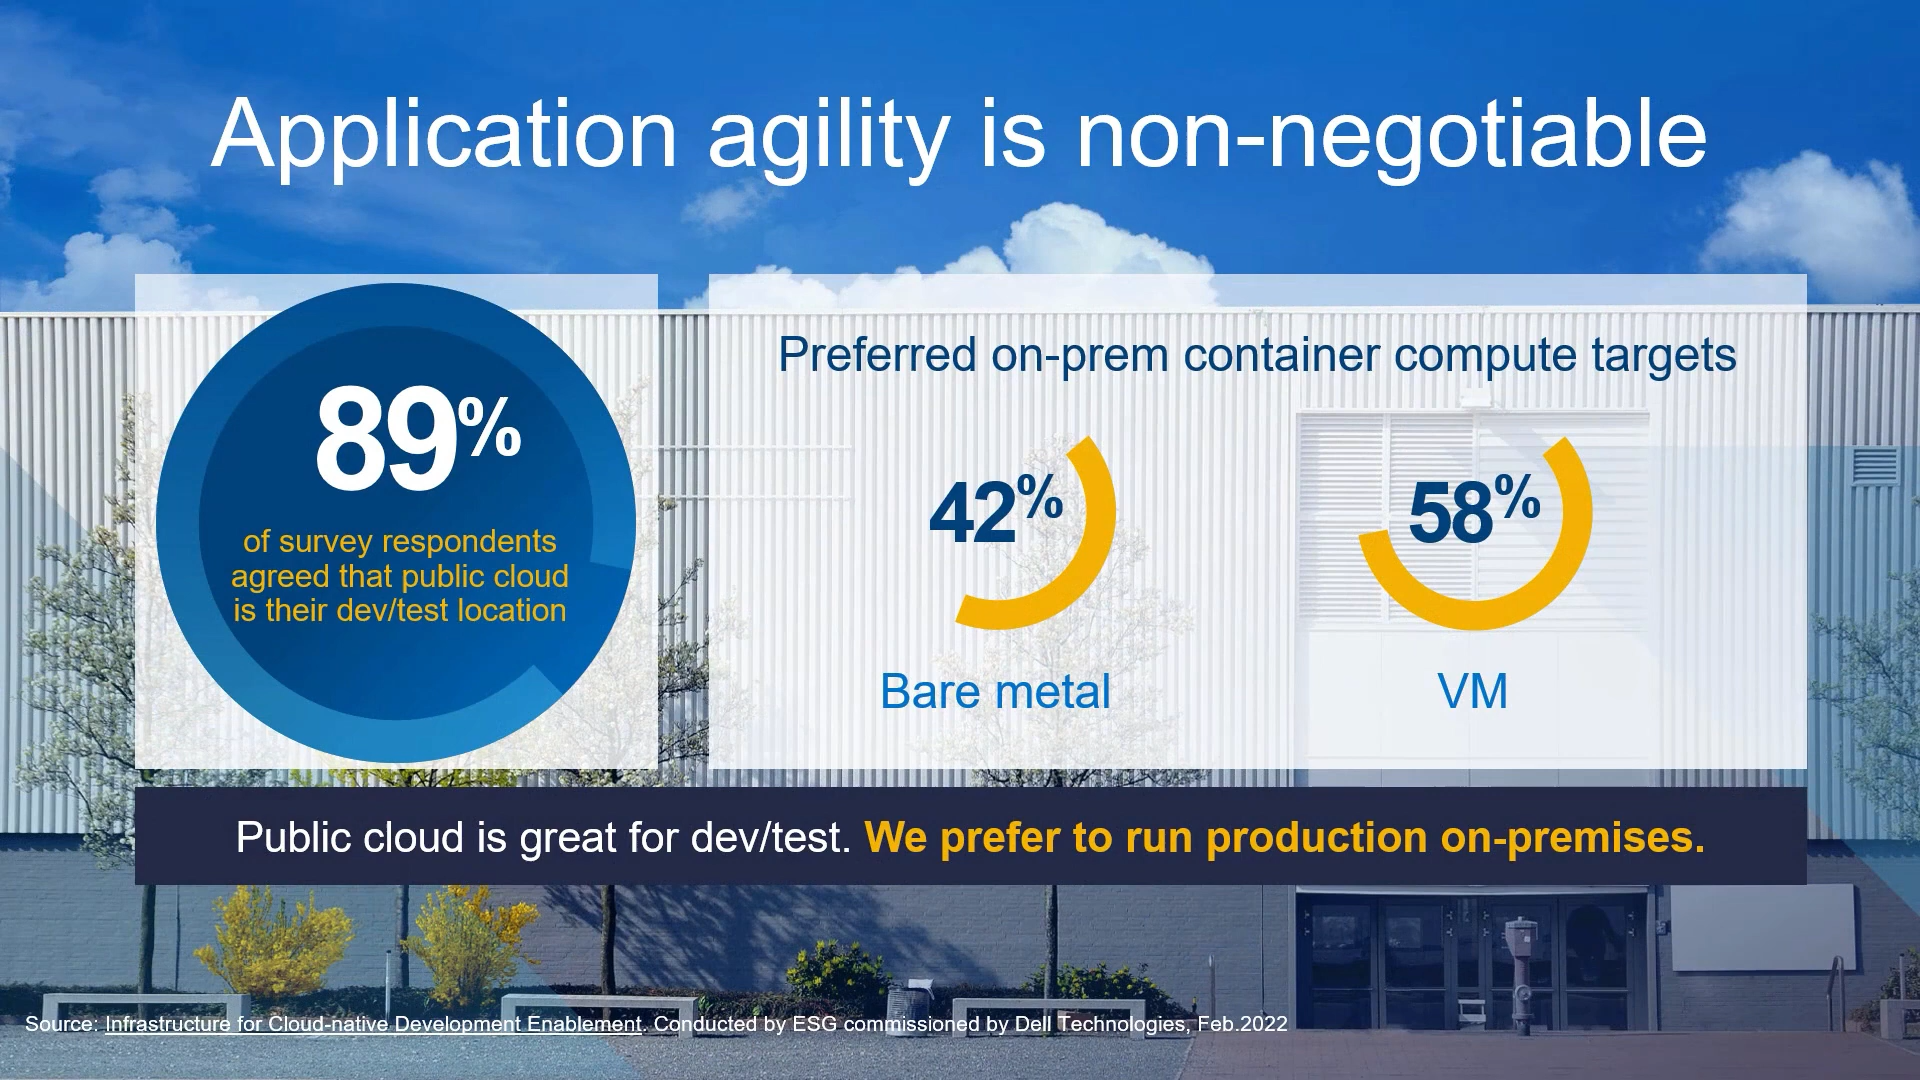 Application agility is non-negotiable
89%
of survey respondents
agreed that public cloud
is their dev/test location
Preferred on-prem container compute targets
42%
Bare metal
58%
VM
Public cloud is great for dev/test. We prefer to run production on-premises.
Source: Infrastructure for Cloud-native Development Enablement. Conducted by ESG commissioned by Dell Technologies, Feb.2022